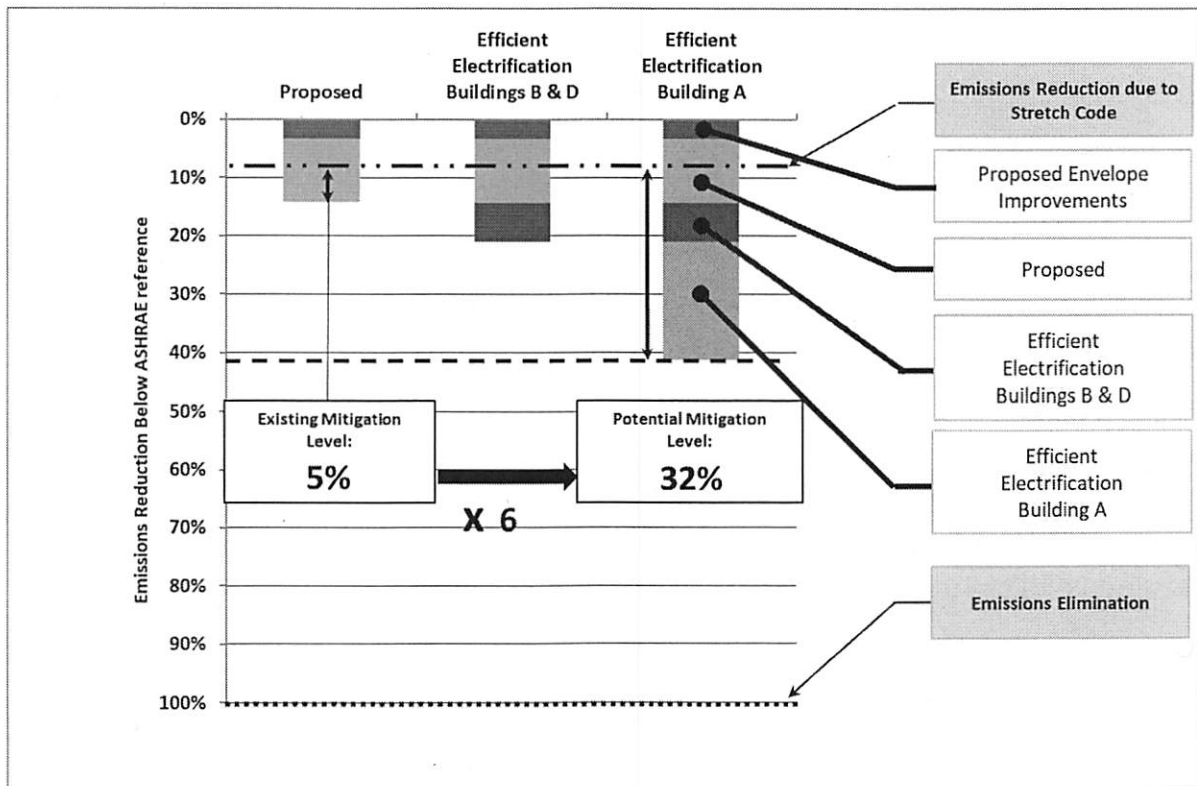 Proposed
Efficient
Electrification
Buildings B & D
Efficient
Electrification
Building A
Emissions Reduction Below ASHRAE reference
0%
10%
20%
30%
40%
50%
60%
70%
80%
90%
100%
Existing Mitigation
Level:
5%
X 6
Potential Mitigation
Level:
32%
Emissions Reduction due to
Stretch Code
Proposed Envelope
Improvements
Proposed
Efficient
Electrification
Buildings B & D
Efficient
Electrification
Building A
Emissions Elimination